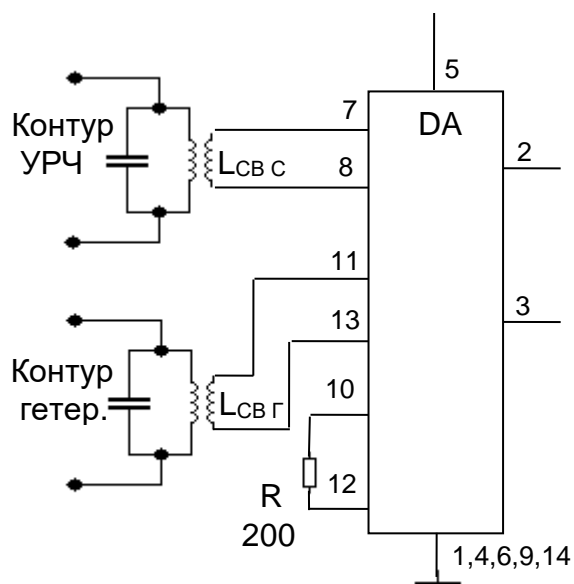 5
7
DA
Контур
УРЧ
LСВ С
8
2
11
3
13
Контур
гетер.
LСВ Г
10
12
R
200
1,4,6,9,14